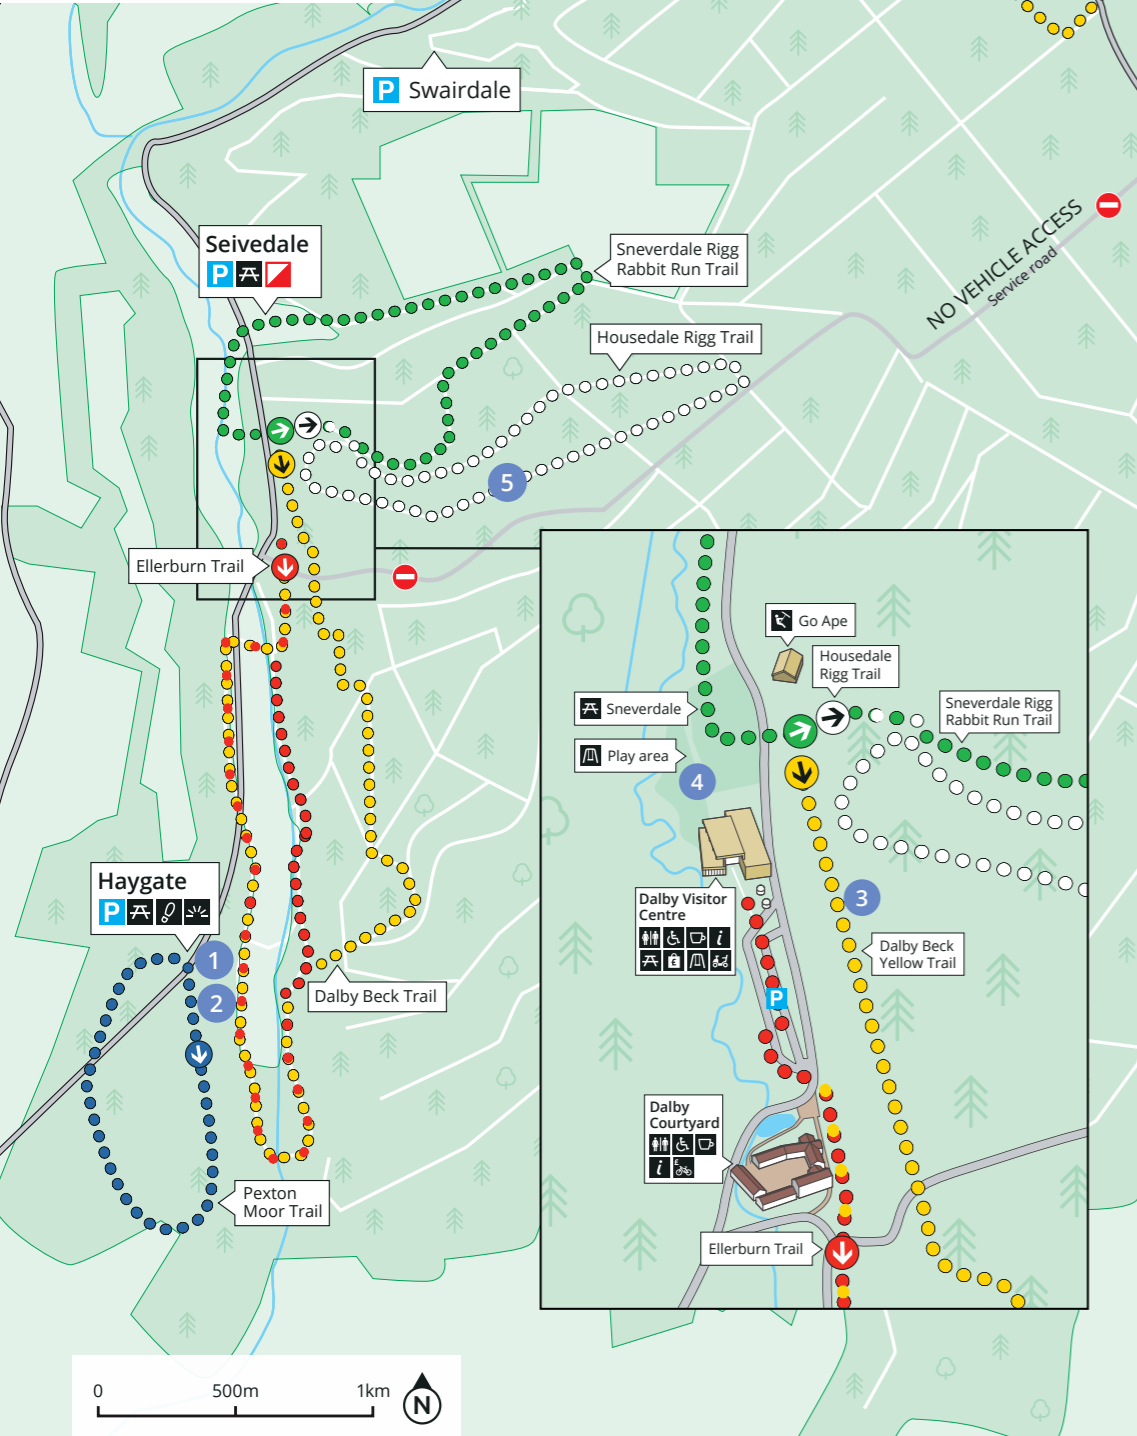 P Swairdale
Seivedale
P
Sneverdale Rigg
Rabbit Run Trail
NO VEHICLE ACCESS
Service road
Housedale Rigg Trail
5
Ellerburn Trail
Haygate
P
1
2
Dalby Beck Trail
Pexton
Moor Trail
Go Ape
Housedale
Rigg Trail
Sneverdale
Sneverdale Rigg
Rabbit Run Trail
Play area
4
Dalby Visitor
Centre
i
£
3
Dalby Beck
Yellow Trail
P
Dalby
Courtyard
i £
Ellerburn Trail
0 500m 1km
N